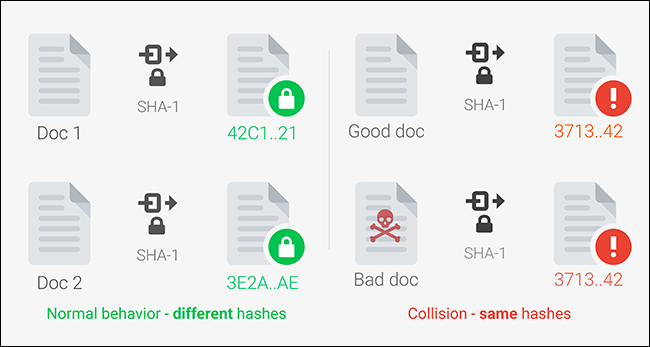 SHA-1
Doc 1
42C1..21
SHA-1
Doc 2
3E2A..AE
Normal behavior - different hashes
SHA-1
Good doc
3713..42
SHA-1
Bad doc
3713..42
Collision - same hashes